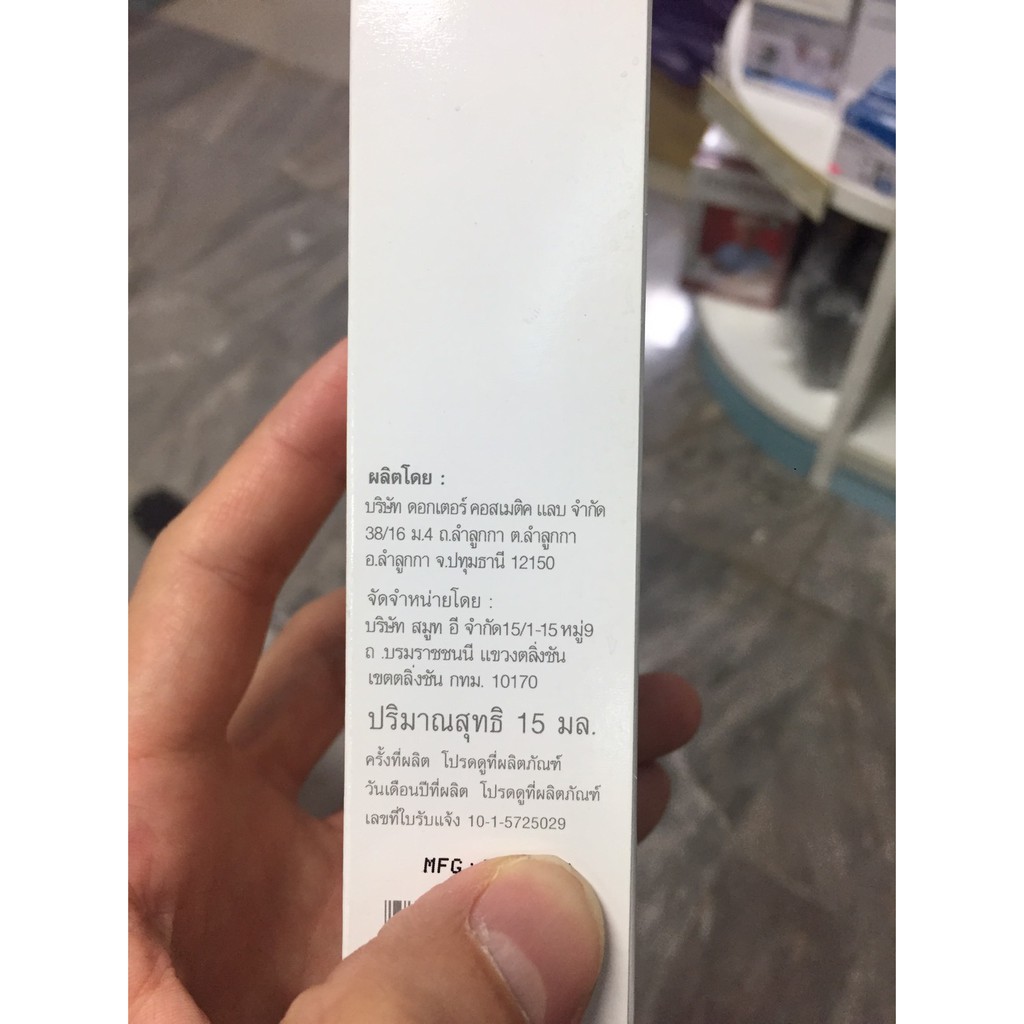 ผลิตโดย :
บริษัท ดอกเตอร์ คอสเมติค แลบ จำกัด
38/16 ม.4 ถ.ลำลูกกา ต.ลำลูกกา
อ.ลำลูกกา จ.ปทุมธานี 12150
จัดจำหน่ายโดย :
บริษัท สมูท อี จำกัด15/1-15 หมู่9
ถ .บรมราชชนนี แขวงตลิ่งชัน
เขตตลิ่งชัน กทม. 10170
ปริมาณสุทธิ 15 มล.
ครั้งที่ผลิต โปรดดูที่ผลิตภัณฑ์
วันเดือนปีที่ผลิต โปรดดูที่ผลิตภัณฑ์
เลขที่ใบรับแจ้ง 10-1-5725029
MFG